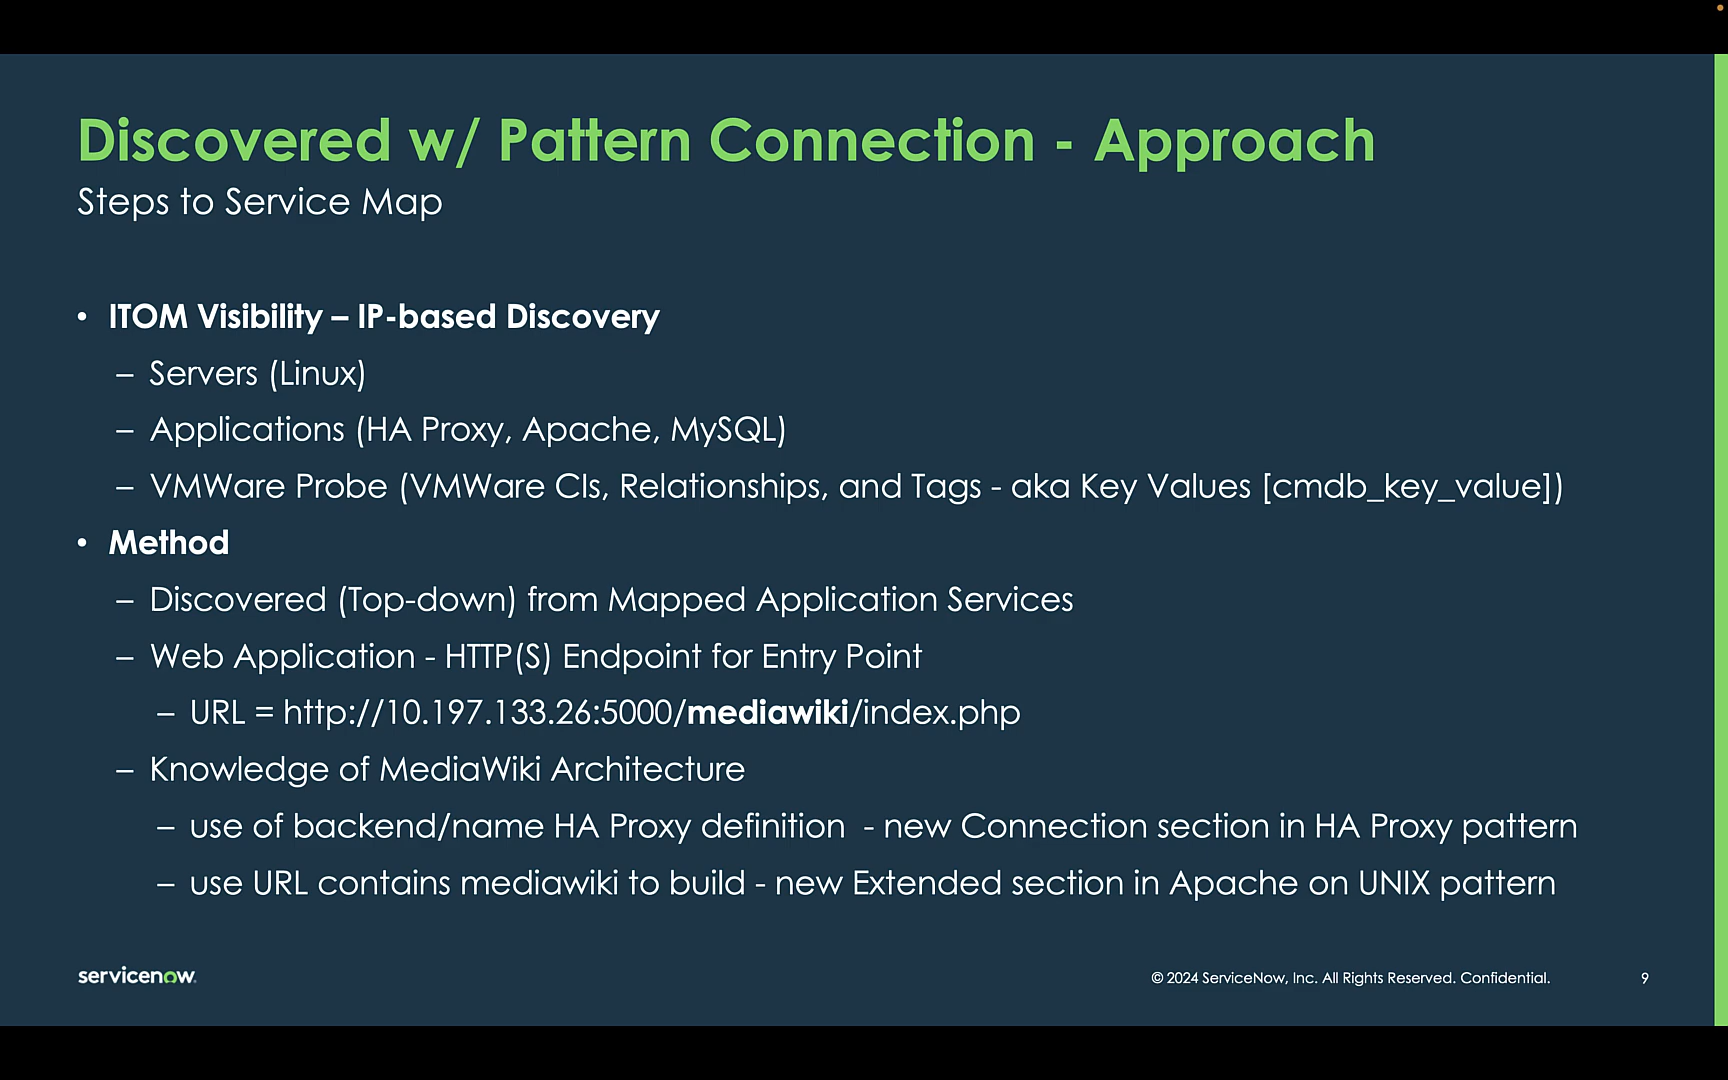 Discovered w/ Pattern Connection - Approach
Steps to Service Map
• ITOM Visibility – IP-based Discovery
– Servers (Linux)
– Applications (HA Proxy, Apache, MySQL)
– VMWare Probe (VMWare CIs, Relationships, and Tags - aka Key Values [cmdb_key_value])
• Method
– Discovered (Top-down) from Mapped Application Services
– Web Application - HTTP(S) Endpoint for Entry Point
– URL = http://10.197.133.26:5000/mediawiki/index.php
– Knowledge of MediaWiki Architecture
– use of backend/name HA Proxy definition  - new Connection section in HA Proxy pattern
– use URL contains mediawiki to build - new Extended section in Apache on UNIX pattern
servicenow.
© 2024 ServiceNow, Inc. All Rights Reserved. Confidential.
9